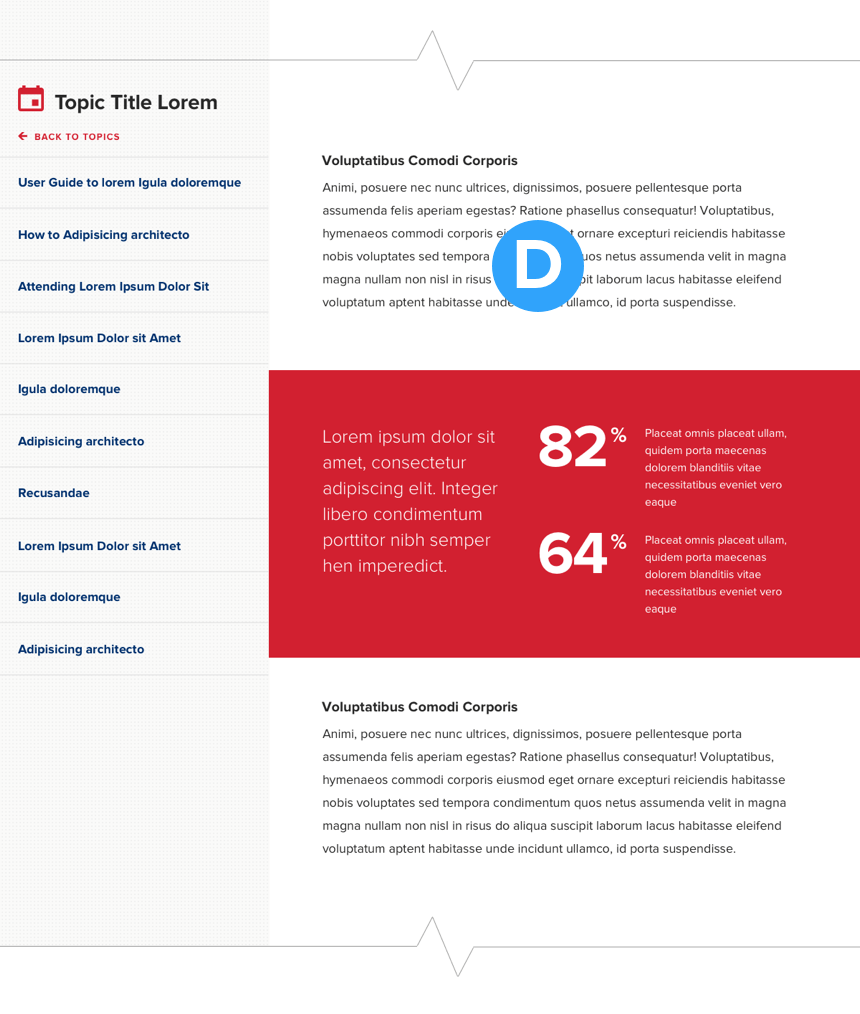 Topic Title Lorem
BACK TO TOPICS
User Guide to lorem Igula doloremque
How to Adipisicing architecto
Attending Lorem Ipsum Dolor Sit
Lorem Ipsum Dolor sit Amet
Igula doloremque
Adipisicing architecto
Recusandae
Lorem Ipsum Dolor sit Amet
Igula doloremque
Adipisicing architecto
Voluptatibus Comodi Corporis
Animi, posuere nec nunc ultrices, dignissimos, posuere pellentesque porta
assumenda felis aperiam egestas? Ratione phasellus consequatur! Voluptatibus,
hymenaeos commodi corporis ornare excepturi reiciendis habitasse
nobis voluptates sed tempora quos netus assumenda velit in magna
magna nullam non nisl in risus laborum lacus habitasse eleifend
voluptatum aptent habitasse unde ullamco, id porta suspendisse.
D
Lorem ipsum dolor sit
amet, consectetur
adipiscing elit. Integer
libero condimentum
porttitor nibh semper
hen imperedict.
82%
Placeat omnis placeat ullam,
quidem porta maecenas
dolorem blanditiis vitae
necessitatibus eveniet vero
eaque
64%
Placeat omnis placeat ullam,
quidem porta maecenas
dolorem blanditiis vitae
necessitatibus eveniet vero
eaque
Voluptatibus Comodi Corporis
Animi, posuere nec nunc ultrices, dignissimos, posuere pellentesque porta
assumenda felis aperiam egestas? Ratione phasellus consequatur! Voluptatibus,
hymenaeos commodi corporis eiusmod eget ornare excepturi reiciendis habitasse
nobis voluptates sed tempora condimentum quos netus assumenda velit in magna
magna nullam non nisl in risus do aliqua suscipit laborum lacus habitasse eleifend
voluptatum aptent habitasse unde incidunt ullamco, id porta suspendisse.